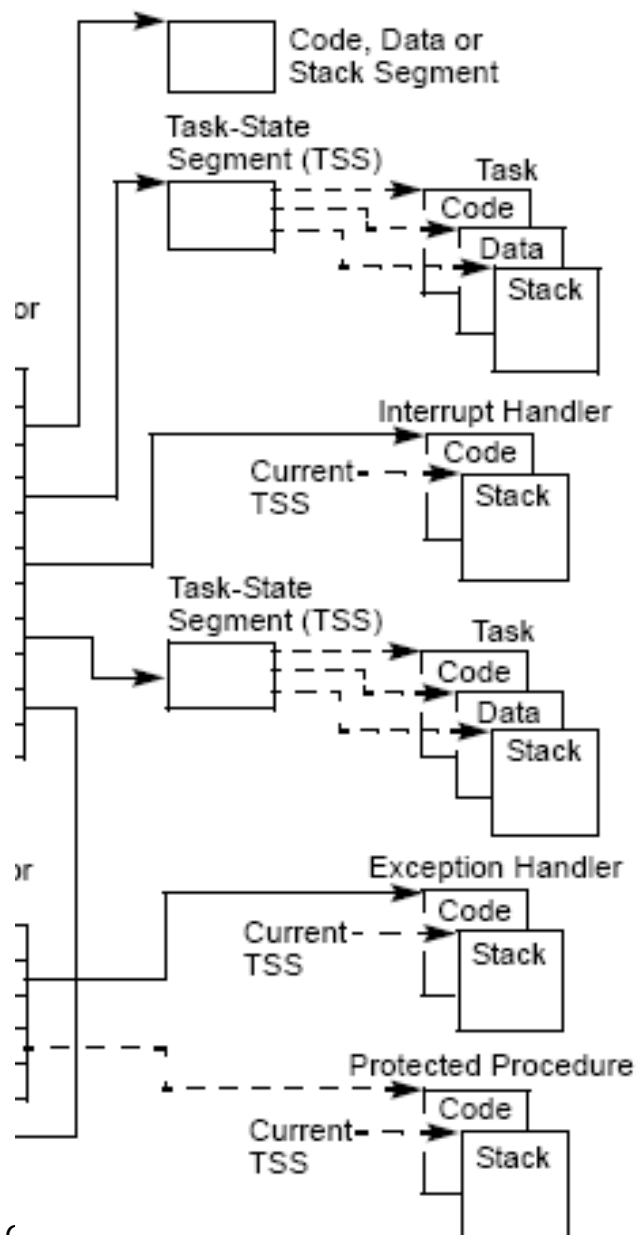 Code, Data or
Stack Segment
Task-State
Segment (TSS)
Task
Code
Data
Stack
or
Interrupt Handler
Code
Current
TSS
Stack
Task-State
Segment (TSS)
Task
Code
Data
Stack
or
Exception Handler
Code
Current
TSS
Stack
Protected Procedure
Code
Current
TSS
Stack